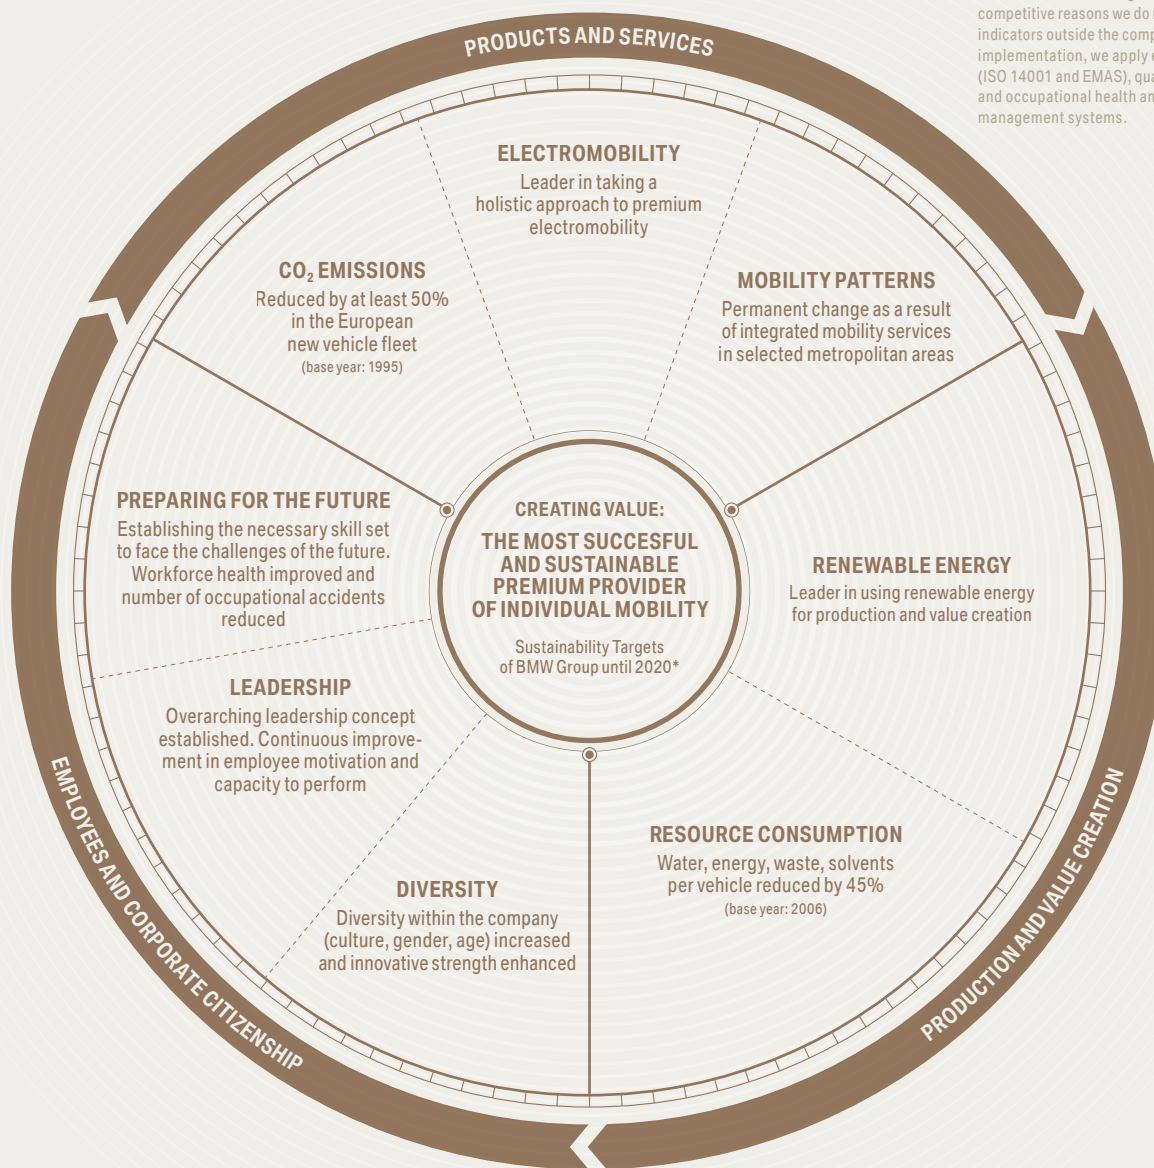 competitive reasons we do
indicators outside the comp
implementation, we apply
(ISO 14001 and EMAS), qua
and occupational health an
management systems.
PRODUCTS AND SERVICES
ELECTROMOBILITY
Leader in taking a
holistic approach to premium
electromobility
CO₂ EMISSIONS
Reduced by at least 50%
in the European
new vehicle fleet
(base year: 1995)
MOBILITY PATTERNS
Permanent change as a result
of integrated mobility services
in selected metropolitan areas
PREPARING FOR THE FUTURE
Establishing the necessary skill set
to face the challenges of the future.
Workforce health improved and
number of occupational accidents
reduced
CREATING VALUE:
THE MOST SUCCESFUL
AND SUSTAINABLE
PREMIUM PROVIDER
OF INDIVIDUAL MOBILITY
Sustainability Targets
of BMW Group until 2020*
RENEWABLE ENERGY
Leader in using renewable energy
for production and value creation
LEADERSHIP
Overarching leadership concept
established. Continuous improve-
ment in employee motivation and
capacity to perform
RESOURCE CONSUMPTION
Water, energy, waste, solvents
per vehicle reduced by 45%
(base year: 2006)
DIVERSITY
Diversity within the company
(culture, gender, age) increased
and innovative strength enhanced
EMPLOYEES AND CORPORATE CITIZENSHIP
PRODUCTION AND VALUE CREATION